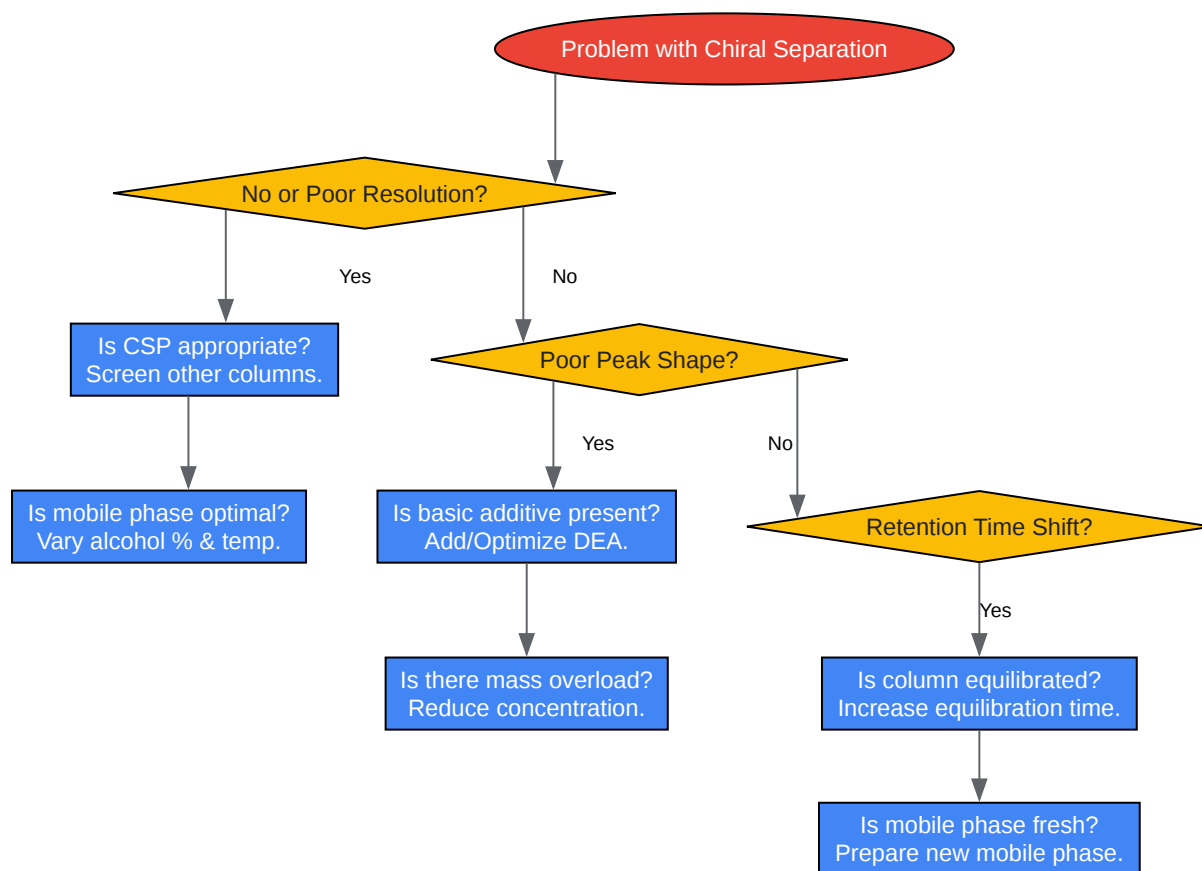 Problem with Chiral Separation
No or Poor Resolution?
Yes
No
Is CSP appropriate?
Screen other columns.
Poor Peak Shape?
Yes
No
Is mobile phase optimal?
Vary alcohol % & temp.
Is basic additive present?
Add/Optimize DEA.
Retention Time Shift?
Yes
Is there mass overload?
Reduce concentration.
Is column equilibrated?
Increase equilibration time.
Is mobile phase fresh?
Prepare new mobile phase.